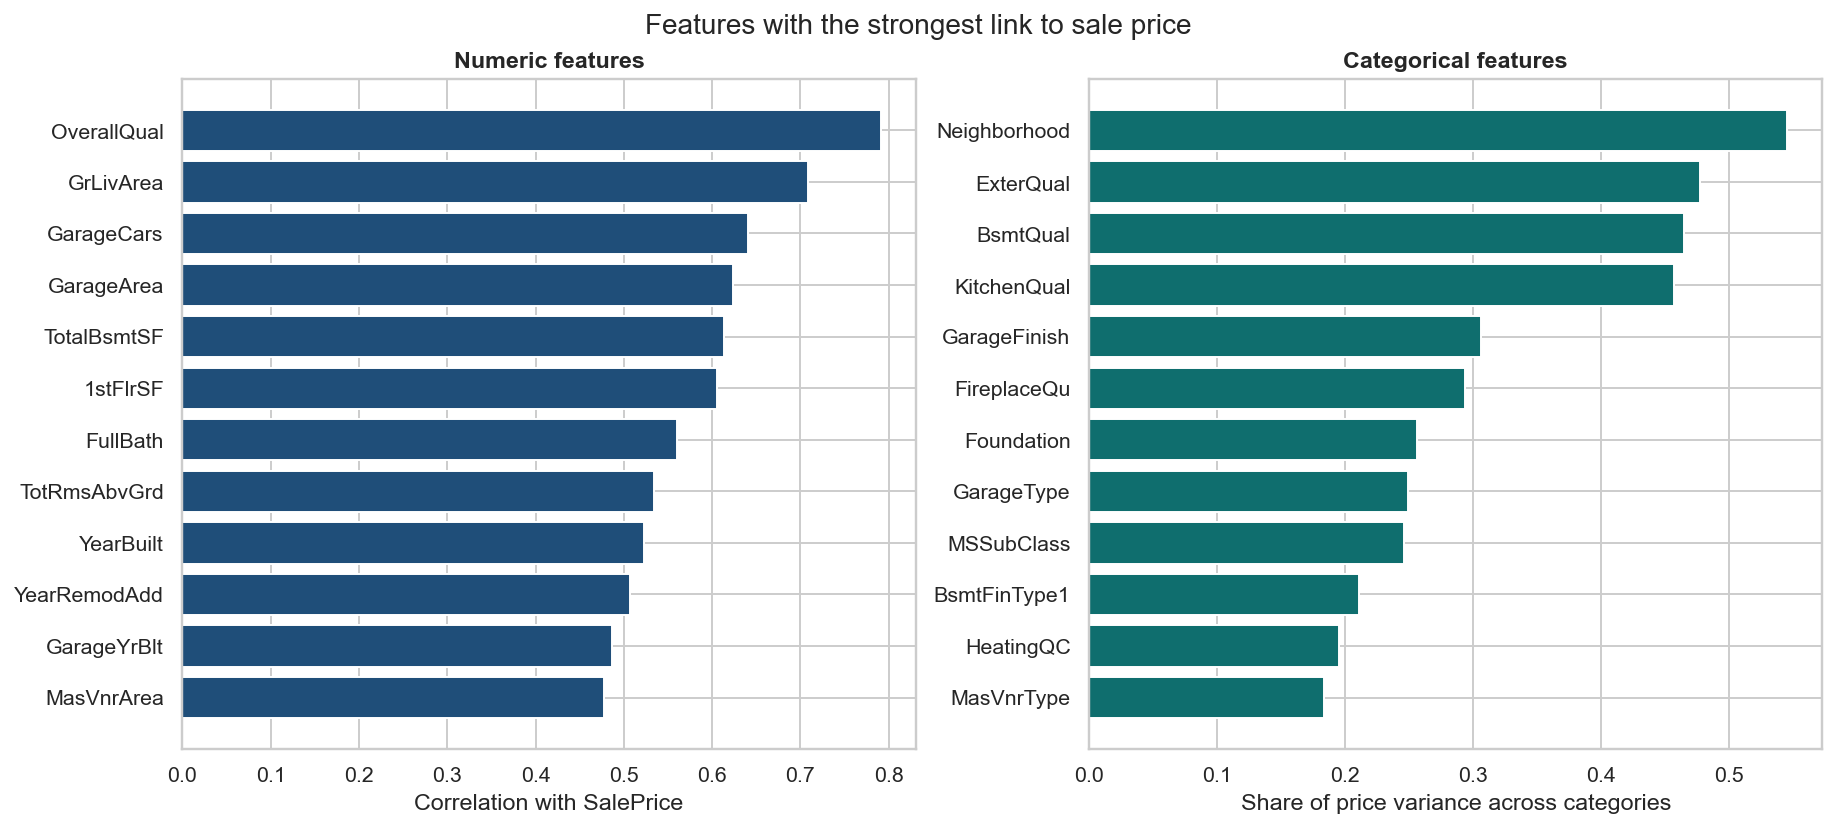 Features with the strongest link to sale price
Numeric features
OverallQual
GrLivArea
GarageCars
GarageArea
TotalBsmtSF
1stFlrSF
FullBath
TotRmsAbvGrd
YearBuilt
YearRemodAdd
GarageYrBlt
MasVnrArea
0.0 0.1 0.2 0.3 0.4 0.5 0.6 0.7 0.8
Correlation with SalePrice
Categorical features
Neighborhood
ExterQual
BsmtQual
KitchenQual
GarageFinish
FireplaceQu
Foundation
GarageType
MSSubClass
BsmtFinType1
HeatingQC
MasVnrType
0.0 0.1 0.2 0.3 0.4 0.5
Share of price variance across categories